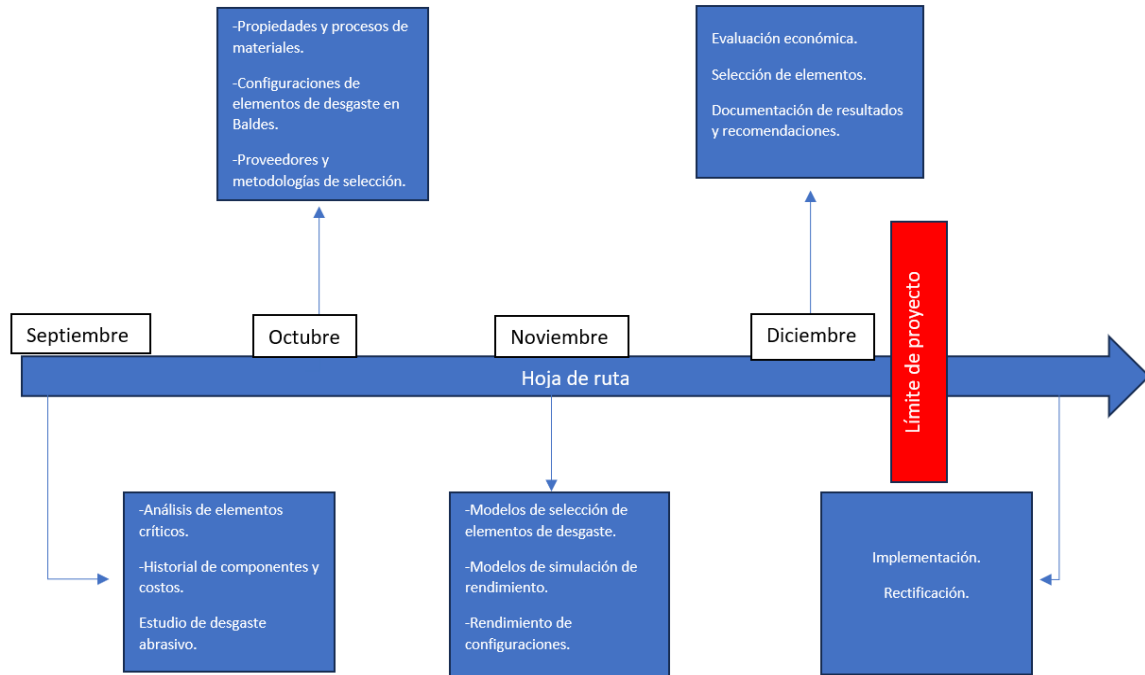 -Propiedades y procesos de
materiales.
-Configuraciones de
elementos de desgaste en
Baldes.
-Proveedores y
metodologías de selección.
Evaluación económica.
Selección de elementos.
Documentación de resultados
y recomendaciones.
Septiembre
Octubre
Noviembre
Diciembre
Límite de proyecto
Hoja de ruta
-Análisis de elementos
críticos.
-Historial de componentes y
costos.
Estudio de desgaste
abrasivo.
-Modelos de selección de
elementos de desgaste.
-Modelos de simulación de
rendimiento.
-Rendimiento de
configuraciones.
Implementación.
Rectificación.